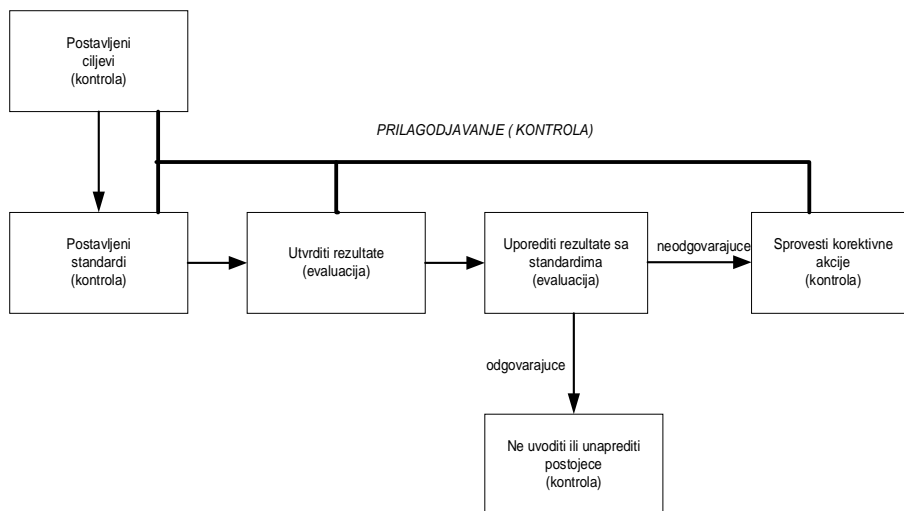 Postavljeni
ciljevi
(kontrola)
PRILAGODJAVANJE ( KONTROLA)
Postavljeni
standardi
(kontrola)
Utvrditi rezultate
(evaluacija)
Uporediti rezultate sa
standardima
(evaluacija)
neodgovarajuce
Sprovesti korektivne
akcije
(kontrola)
odgovarajuce
Ne uvoditi ili unaprediti
postojece
(kontrola)